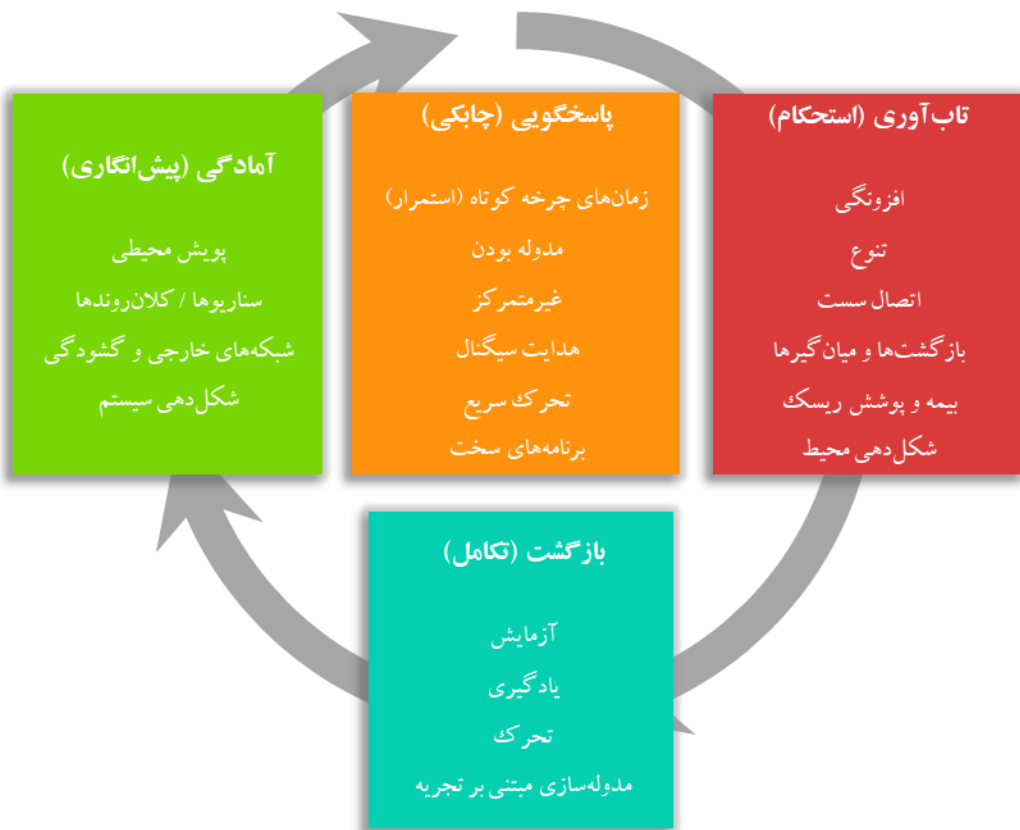 تاب‌آوری (استحکام)
افزونگی
تنوع
اتصال سست
بازگشت‌ها و میان‌گیرها
بیمه و پوشش ریسک
شکل‌دهی محیط
پاسخگویی (چابکی)
زمان‌های چرخه کوتاه (استمرار)
مدوله بودن
غیرمتمرکز
هدایت سیگنال
تحرک سریع
برنامه‌های سخت
آمادگی (پیش‌انگاری)
پویش محیطی
سناریوها / کلان‌روندها
شبکه‌های خارجی و گشودگی
شکل‌دهی سیستم
بازگشت (تکامل)
آزمایش
یادگیری
تحرک
مدوله‌سازی مبتنی بر تجربه